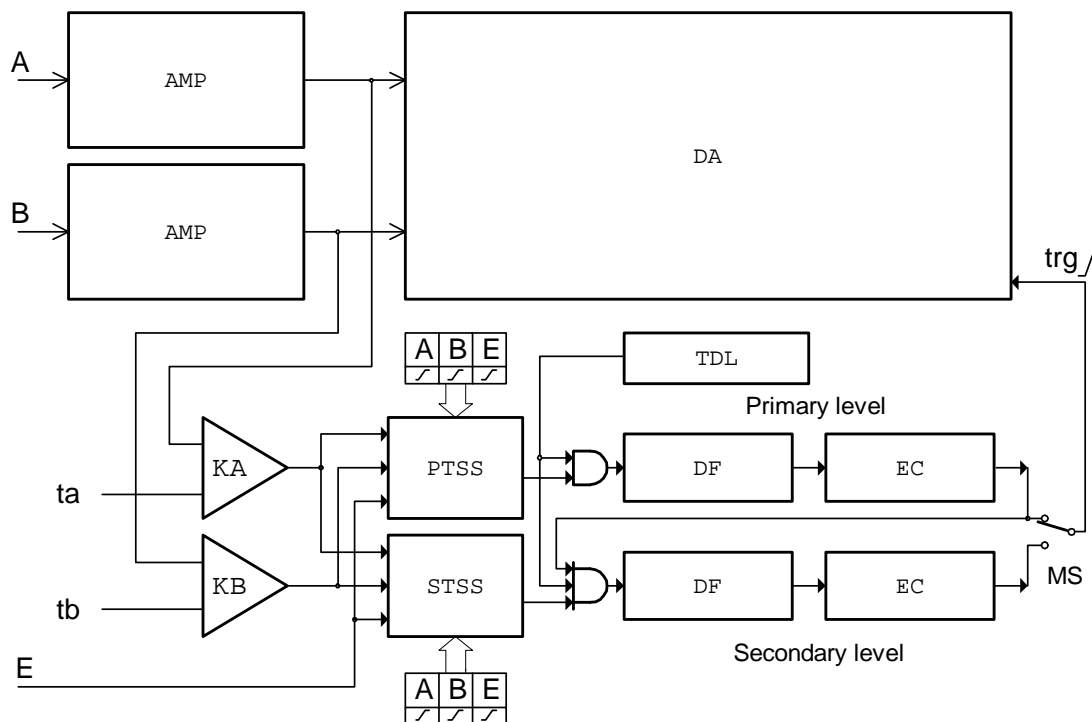 A
AMP
DA
B
AMP
trg
A B E
TDL
Primary level
KA
PTSS
DF
EC
ta
KB
STSS
DF
EC
MS
tb
Secondary level
E
A B E